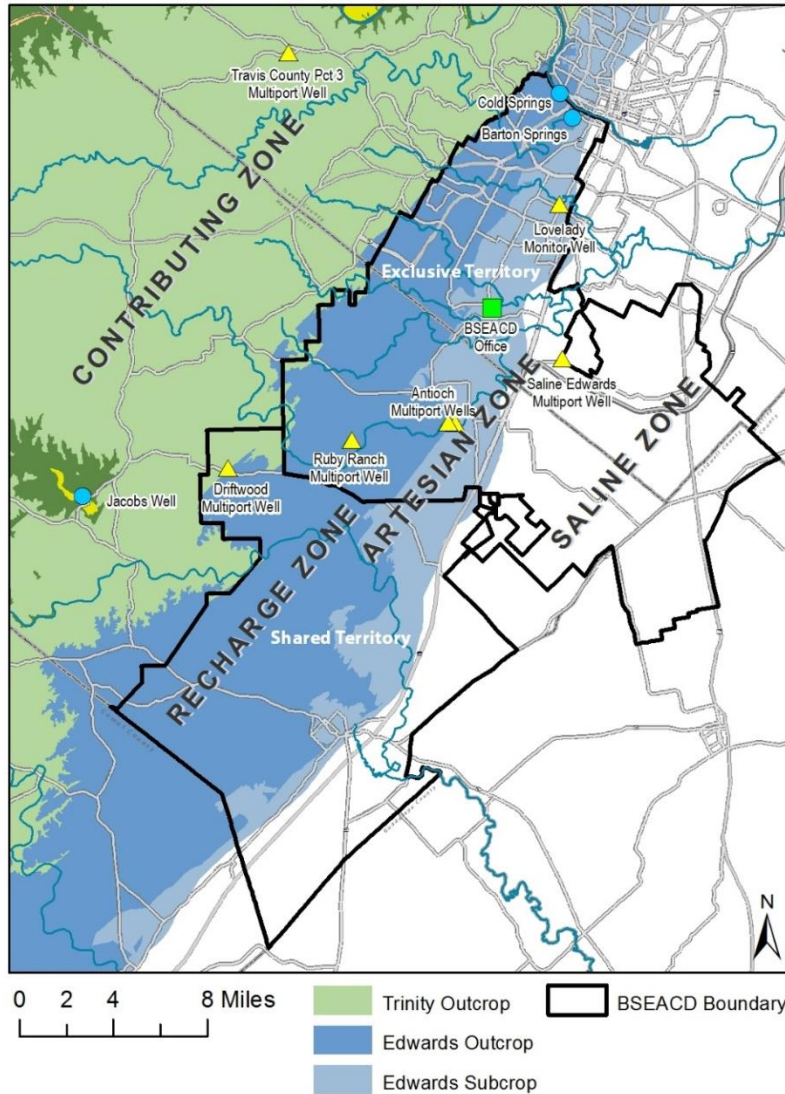 Travis County Pct 3
Multiport Well
Cold Springs
Barton Springs
CONTRIBUTING ZONE
Lovelady
Monitor Well
Exclusive Territory
BSEACD
Office
Saline Edwards
Multiport Well
Antioch
Multiport Wells
Ruby Ranch
Multiport Well
Driftwood
Multiport Well
Jacobs Well
ARTESIAN ZONE
SALINE ZONE
RECHARGE ZONE
Shared Territory
N
0 2 4 8 Miles
Trinity Outcrop
BSEACD Boundary
Edwards Outcrop
Edwards Subcrop